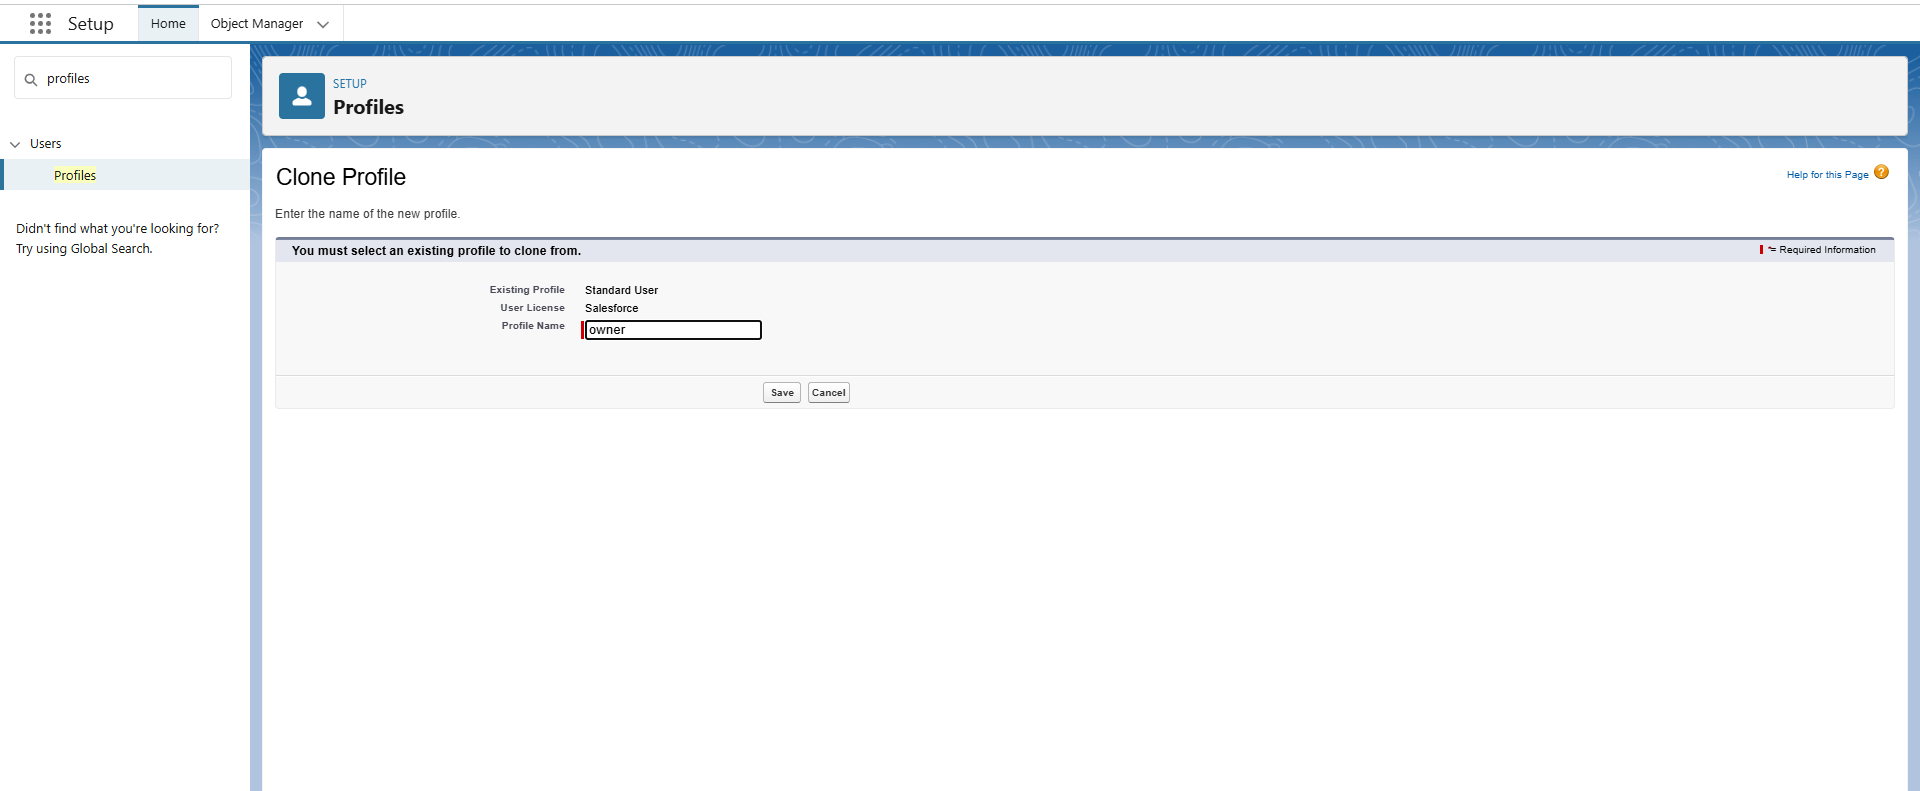 Setup
Home
Object Manager
profiles
Users
Profiles
Didn't find what you're looking for?
Try using Global Search.
SETUP
Profiles
Clone Profile
Help for this Page ?
Enter the name of the new profile.
You must select an existing profile to clone from.
= Required Information
Existing Profile Standard User
User License Salesforce
Profile Name owner
Save Cancel